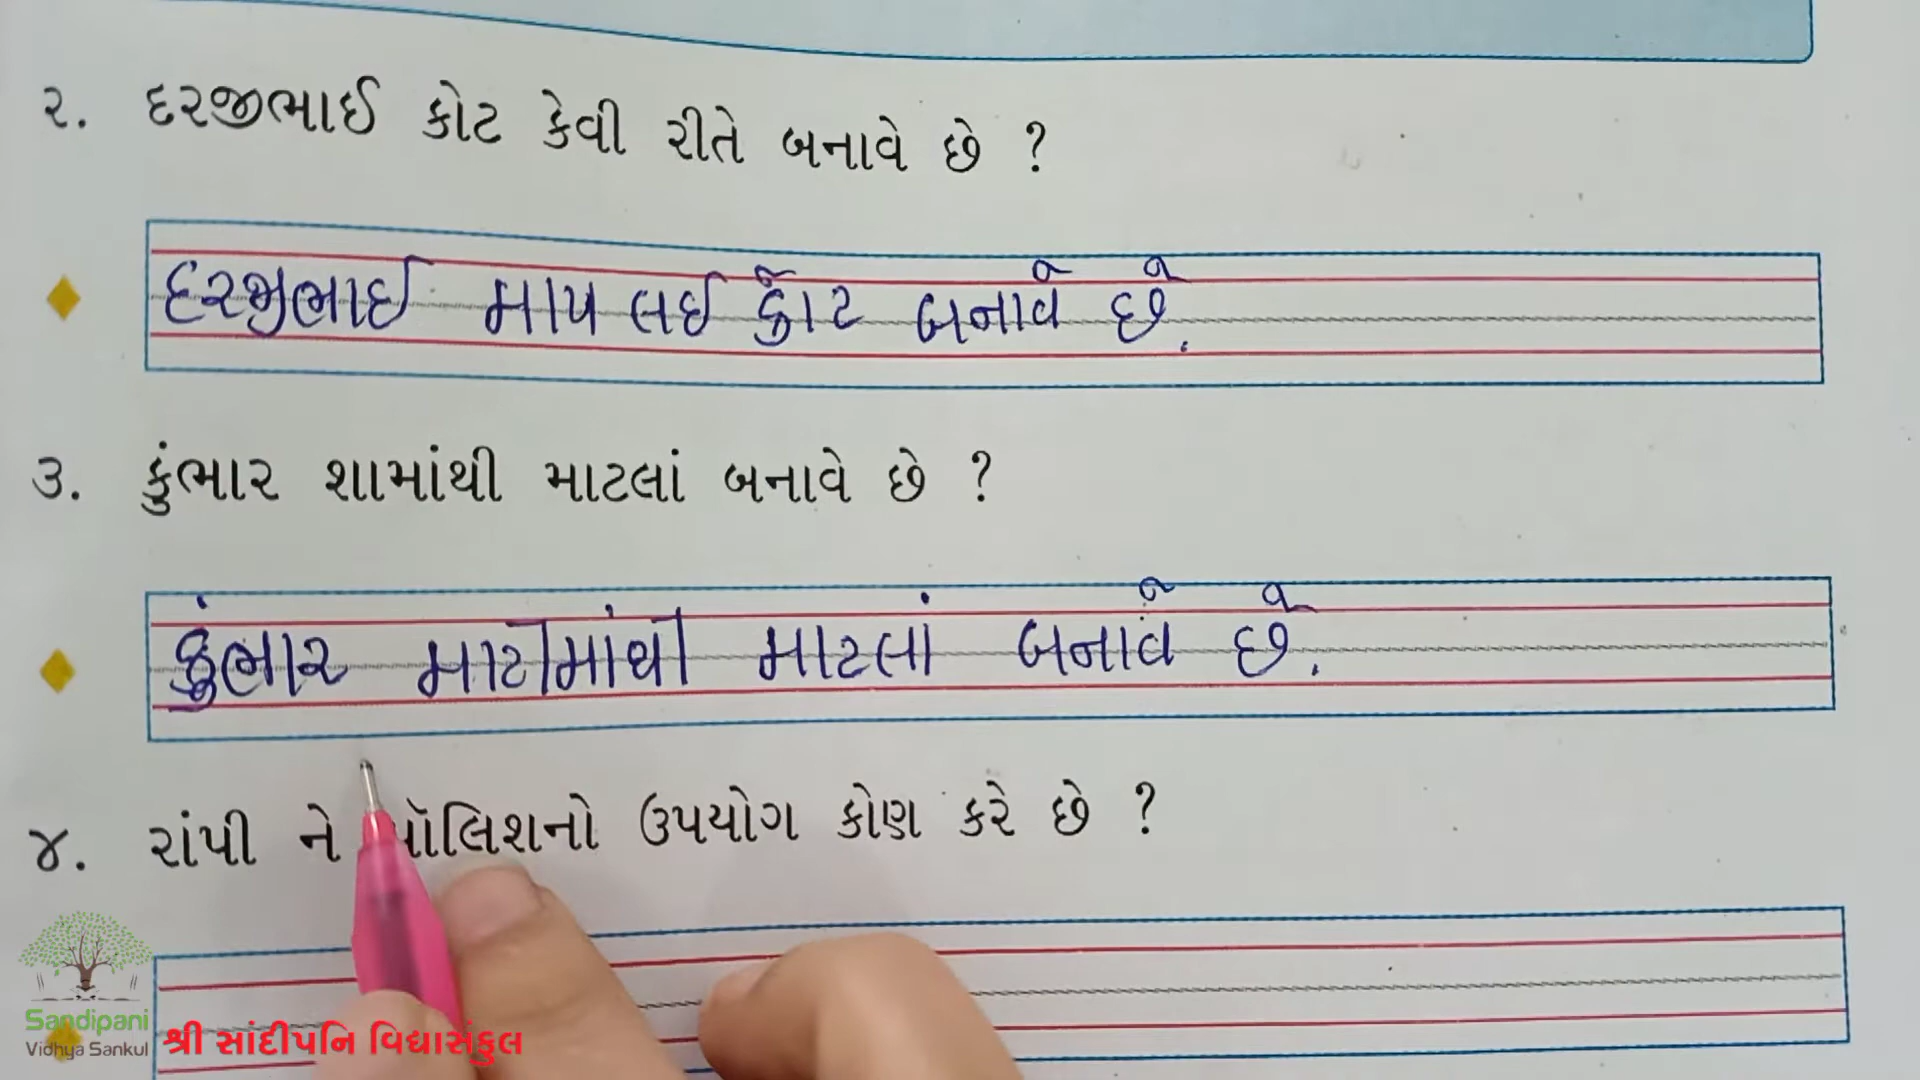 ૨. દરજીભાઈ કોટ કેવી રીતે બનાવે છે ?
દરજીભાઈ માપ લઈ કોટ બનાવે છે.
૩. કુંભાર શામાંથી માટલાં બનાવે છે ?
કુંભાર માટીમાંથી માટલાં બનાવે છે.
૪. રાંપી ને પૉલિશનો ઉપયોગ કોણ કરે છે ?
Sandipani
Vidhya Sankul
શ્રી સાંદીપનિ વિદ્યાસંકુલ